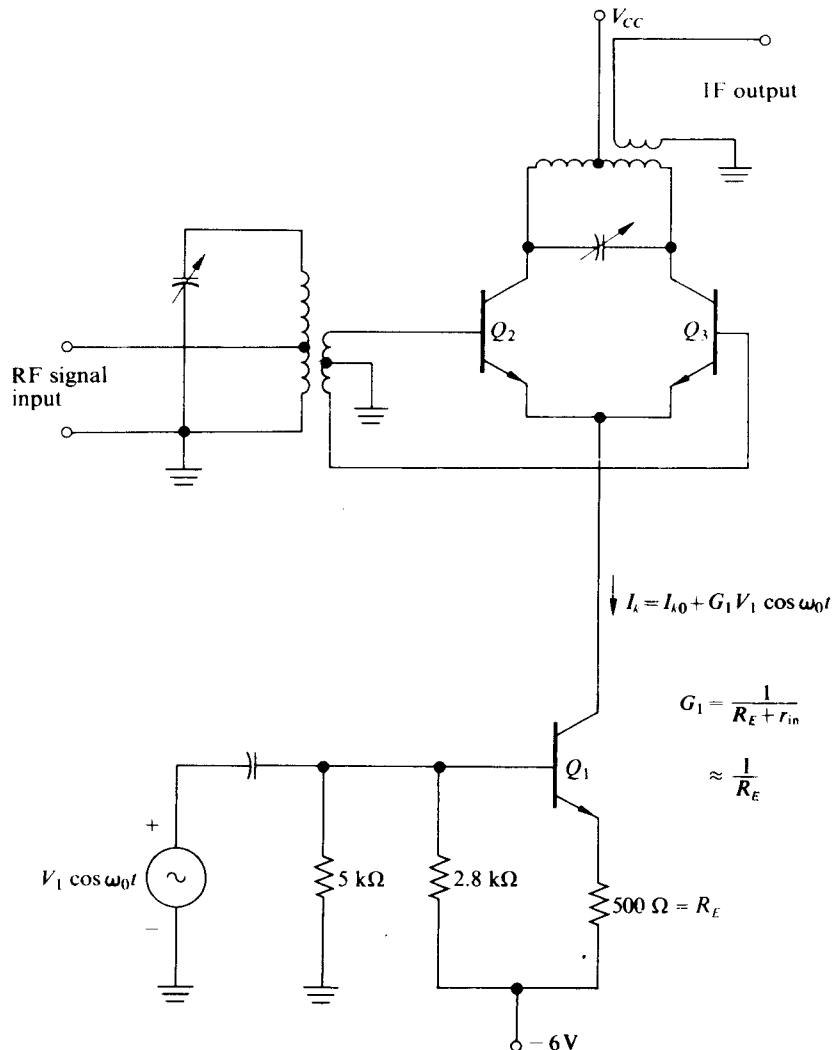 V_CC
IF output
Q_2
Q_3
RF signal
input
I_k = I_k0 + G_1 V_1 cos ω_0 t
G_1 = 1 / (R_E + r_in)
≈ 1 / R_E
Q_1
+
V_1 cos ω_0 t
−
5 kΩ
2.8 kΩ
500 Ω = R_E
−6 V